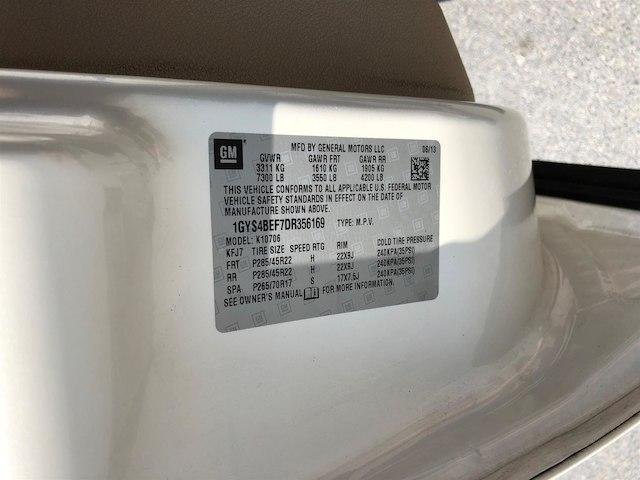 GM
MFD BY GENERAL MOTORS LLC 06/13
GVWR GAWR FRT GAWR RR
3311 KG 1610 KG 1905 KG
7300 LB 3550 LB 4200 LB
THIS VEHICLE CONFORMS TO ALL APPLICABLE U.S. FEDERAL MOTOR
VEHICLE SAFETY STANDARDS IN EFFECT ON THE DATE OF
MANUFACTURE SHOWN ABOVE.
1GYS4BEF7DR356169 TYPE: M.P.V.
MODEL: K10706
KFJ7 TIRE SIZE SPEED RTG RIM COLD TIRE PRESSURE
FRT P285/45R22 H 22X9J 240KPA(35PSI)
RR P285/45R22 H 22X9J 240KPA(35PSI)
SPA P265/70R17 S 17X7.5J 240KPA(35PSI)
SEE OWNER'S MANUAL FOR MORE INFORMATION.